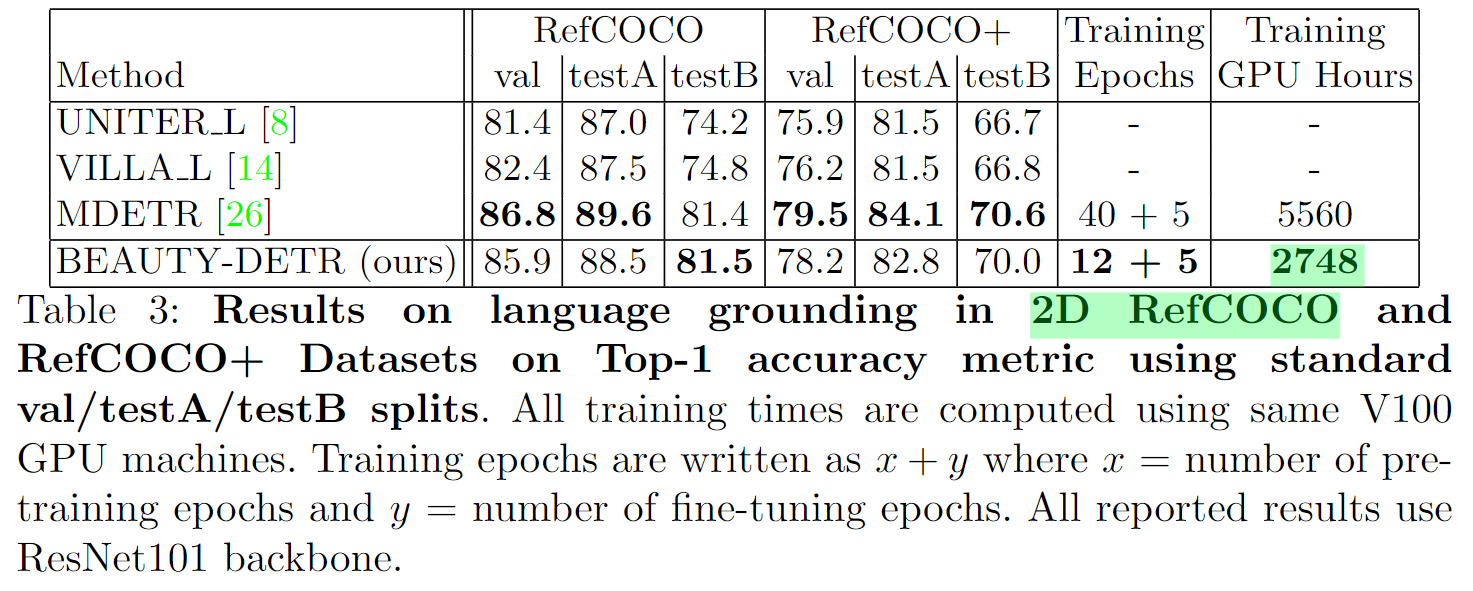 RefCOCO RefCOCO+ Training Training
Method val testA testB val testA testB Epochs GPU Hours
UNITER_L [8] 81.4 87.0 74.2 75.9 81.5 66.7 - -
VILLA_L [14] 82.4 87.5 74.8 76.2 81.5 66.8 - -
MDETR [26] 86.8 89.6 81.4 79.5 84.1 70.6 40 + 5 5560
BEAUTY-DETR (ours) 85.9 88.5 81.5 78.2 82.8 70.0 12 + 5 2748
Table 3: Results on language grounding in 2D RefCOCO and
RefCOCO+ Datasets on Top-1 accuracy metric using standard
val/testA/testB splits. All training times are computed using same V100
GPU machines. Training epochs are written as x + y where x = number of pre-
training epochs and y = number of fine-tuning epochs. All reported results use
ResNet101 backbone.